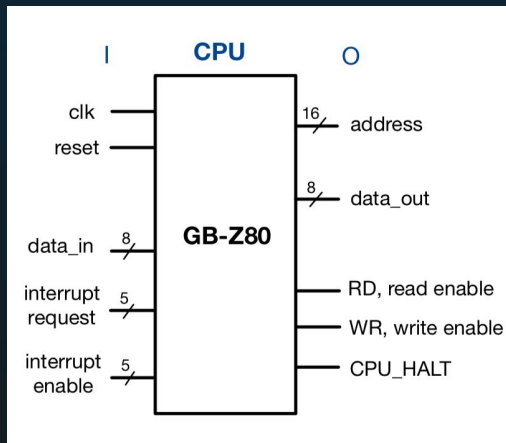 I CPU O
clk
reset
data_in 8
interrupt
request 5
interrupt
enable 5
GB-Z80
16 address
8 data_out
RD, read enable
WR, write enable
CPU_HALT